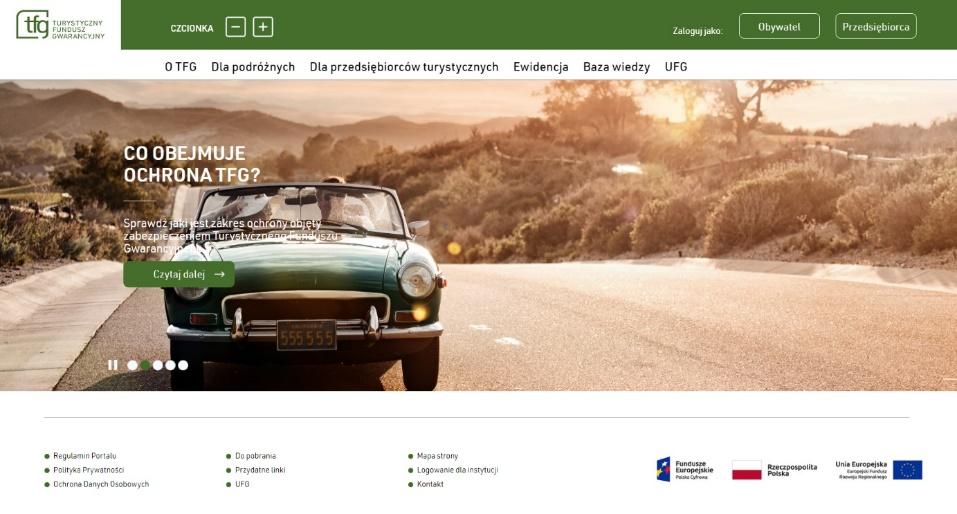 tfg TURYSTYCZNY
FUNDUSZ
GWARANCYJNY
CZCIONKA
Zaloguj jako:
Obywatel
Przedsiębiorca
O TFG Dla podróżnych Dla przedsiębiorców turystycznych Ewidencja Baza wiedzy UFG
CO OBEJMUJE
OCHRONA TFG?
Sprawdź jaki jest zakres ochrony objęty
zabezpieczeniem Turystycznego Funduszu
Czytaj dalej
CALIFORNIA
555 555
Regulamin Portalu
Polityka Prywatności
Ochrona Danych Osobowych
Do pobrania
Przydatne linki
UFG
Mapa strony
Logowanie dla instytucji
Kontakt
Fundusze
Europejskie
Polska Cyfrowa
Rzeczpospolita
Polska
Unia Europejska
Europejski Fundusz
Rozwoju Regionalnego